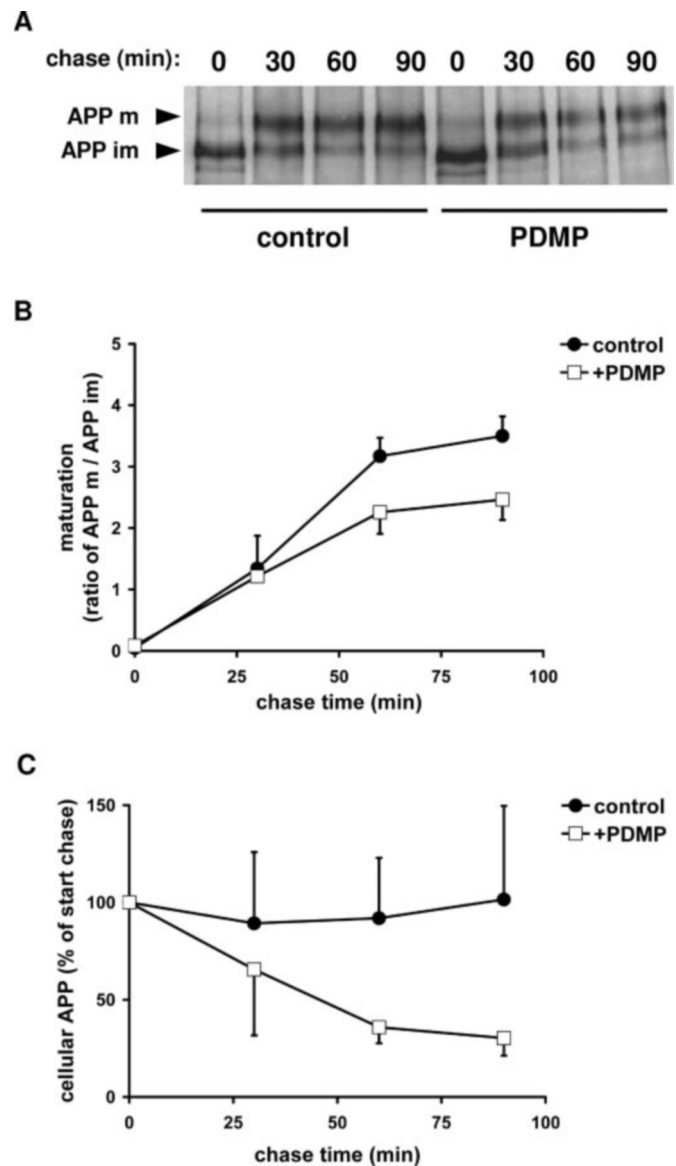 A
chase (min): 0 30 60 90 0 30 60 90
APP m
APP im
control PDMP
B
maturation
(ratio of APP m / APP im)
5
4
3
2
1
0
0 25 50 75 100
chase time (min)
control
+PDMP
C
cellular APP (% of start chase)
150
100
50
0
0 25 50 75 100
chase time (min)
control
+PDMP